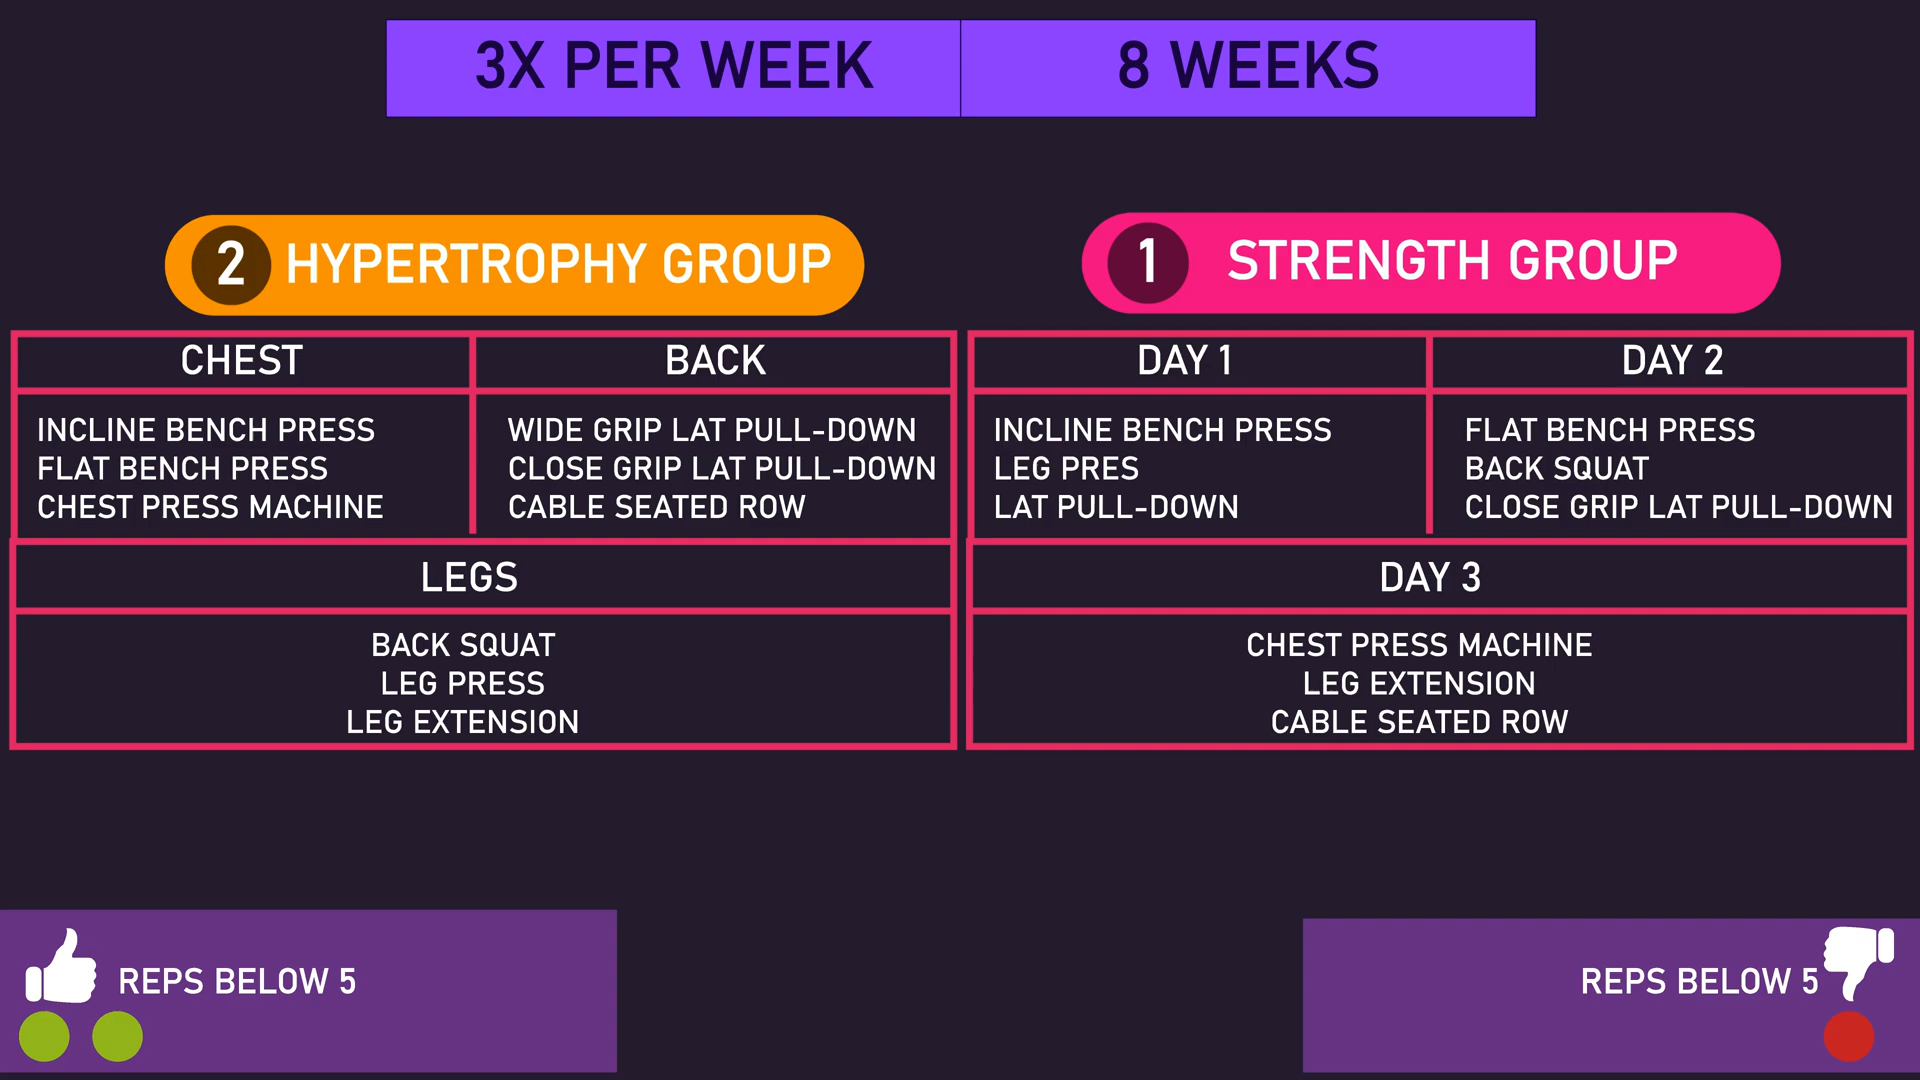 3X PER WEEK
8 WEEKS
2 HYPERTROPHY GROUP
CHEST
BACK
INCLINE BENCH PRESS
FLAT BENCH PRESS
CHEST PRESS MACHINE
WIDE GRIP LAT PULL-DOWN
CLOSE GRIP LAT PULL-DOWN
CABLE SEATED ROW
LEGS
BACK SQUAT
LEG PRESS
LEG EXTENSION
1 STRENGTH GROUP
DAY 1
DAY 2
INCLINE BENCH PRESS
LEG PRES
LAT PULL-DOWN
FLAT BENCH PRESS
BACK SQUAT
CLOSE GRIP LAT PULL-DOWN
DAY 3
CHEST PRESS MACHINE
LEG EXTENSION
CABLE SEATED ROW
REPS BELOW 5
REPS BELOW 5